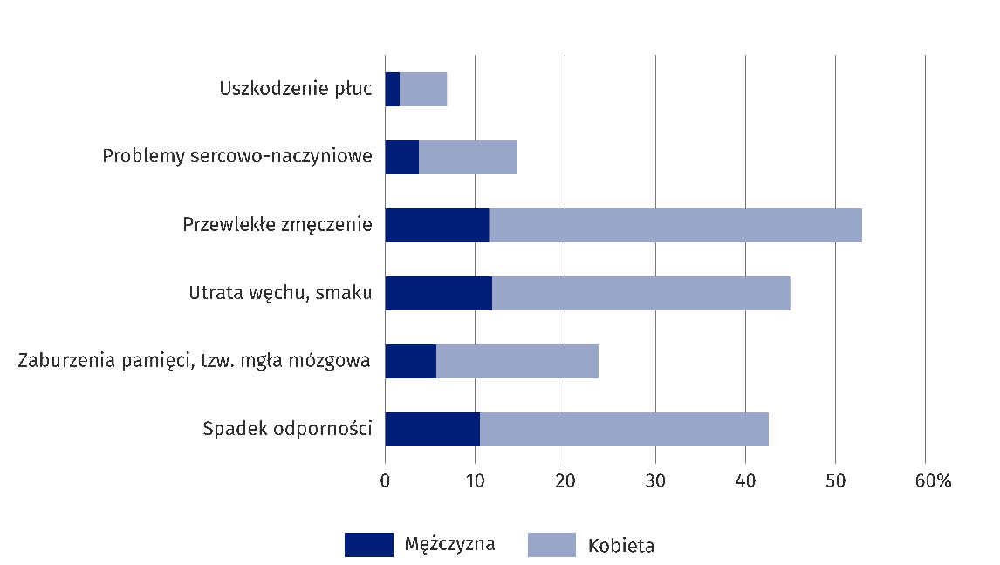 Uszkodzenie płuc
Problemy sercowo-naczyniowe
Przewlekłe zmęczenie
Utrata węchu, smaku
Zaburzenia pamięci, tzw. mgła mózgowa
Spadek odporności
0 10 20 30 40 50 60%
Mężczyzna Kobieta